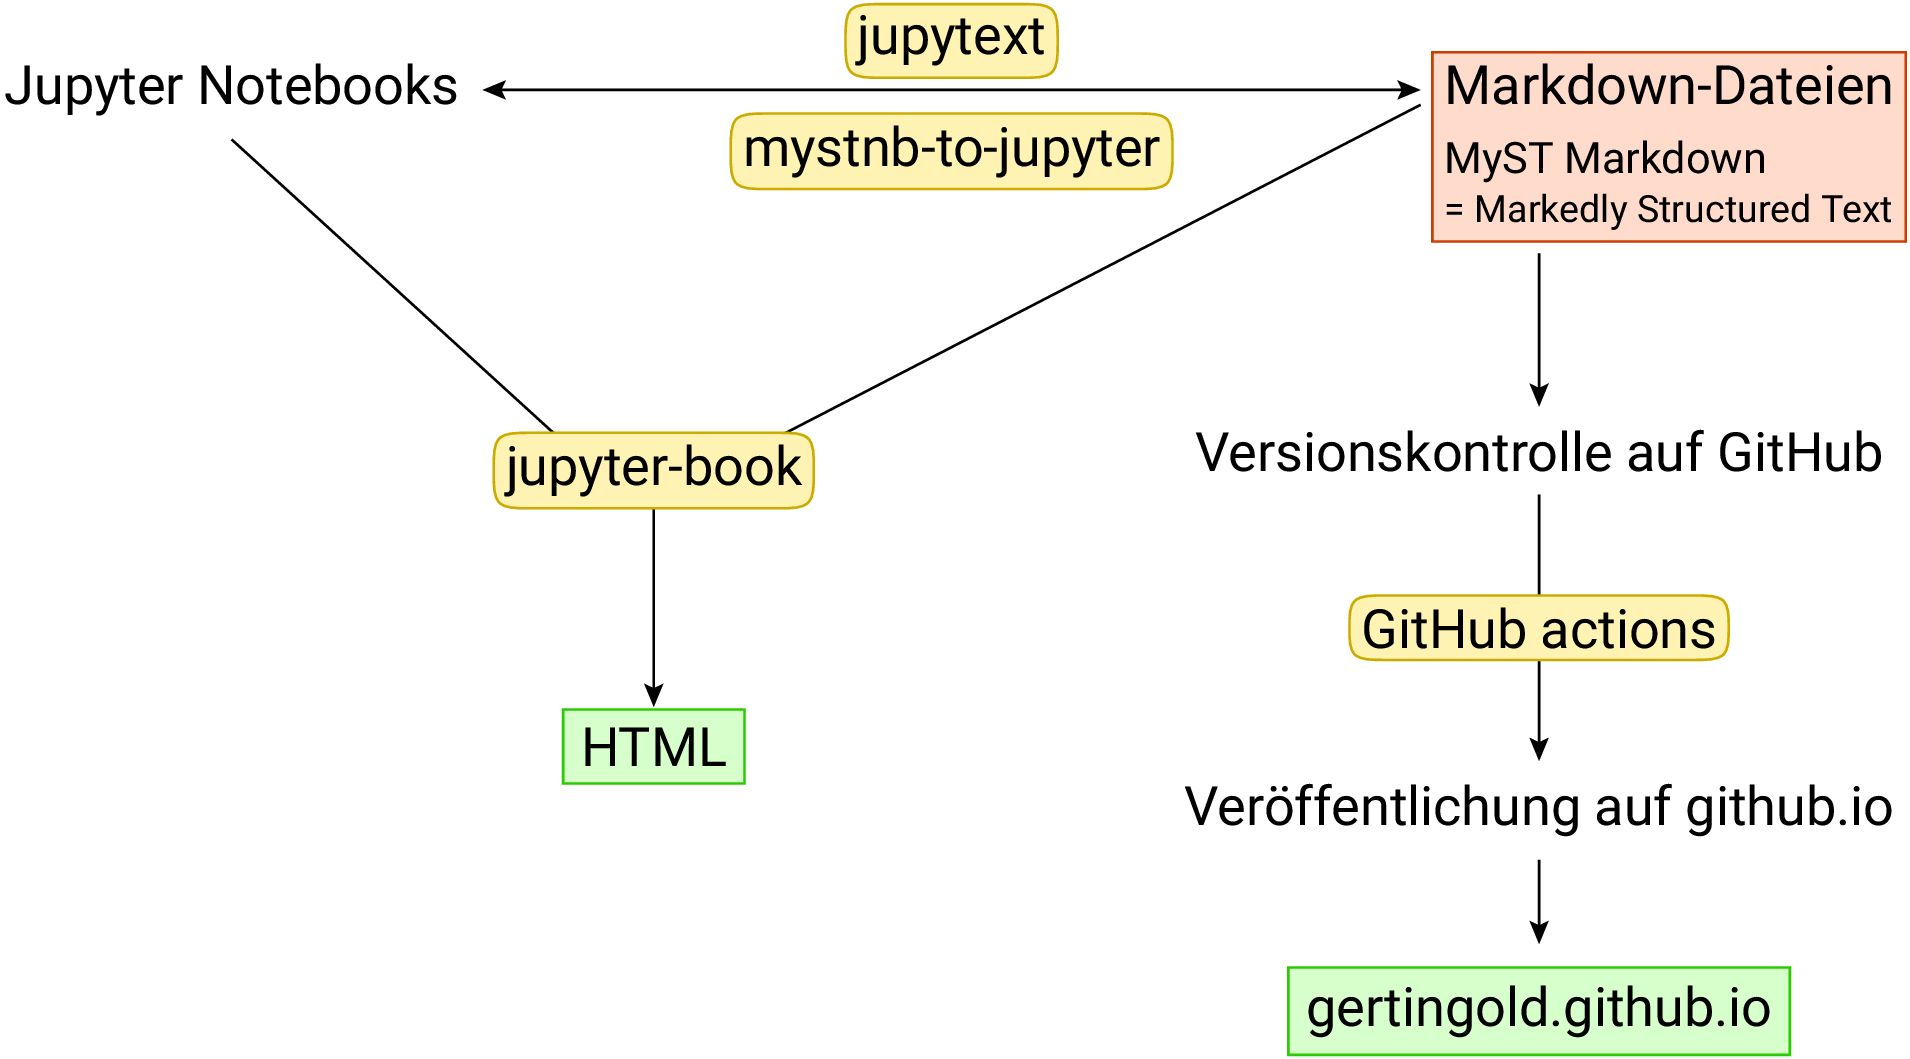 jupytext
Jupyter Notebooks
Markdown-Dateien
mystnb-to-jupyter
MyST Markdown
= Markedly Structured Text
jupyter-book
Versionskontrolle auf GitHub
GitHub actions
HTML
Veröffentlichung auf github.io
gertingold.github.io